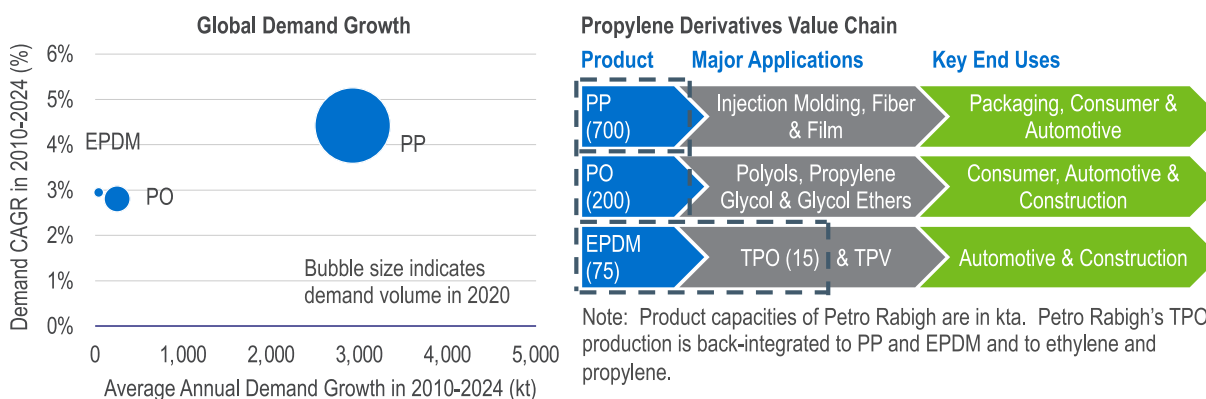 Global Demand Growth
Demand CAGR in 2010-2024 (%)
6%
5%
4%
3%
2%
1%
0%
EPDM
PP
PO
Bubble size indicates
demand volume in 2020
0
1,000
2,000
3,000
4,000
5,000
Average Annual Demand Growth in 2010-2024 (kt)
Propylene Derivatives Value Chain
Product
Major Applications
Key End Uses
PP
(700)
Injection Molding, Fiber
& Film
Packaging, Consumer &
Automotive
PO
(200)
Polyols, Propylene
Glycol & Glycol Ethers
Consumer, Automotive &
Construction
EPDM
(75)
TPO (15) & TPV
Automotive & Construction
Note: Product capacities of Petro Rabigh are in kta. Petro Rabigh's TPO
production is back-integrated to PP and EPDM and to ethylene and
propylene.